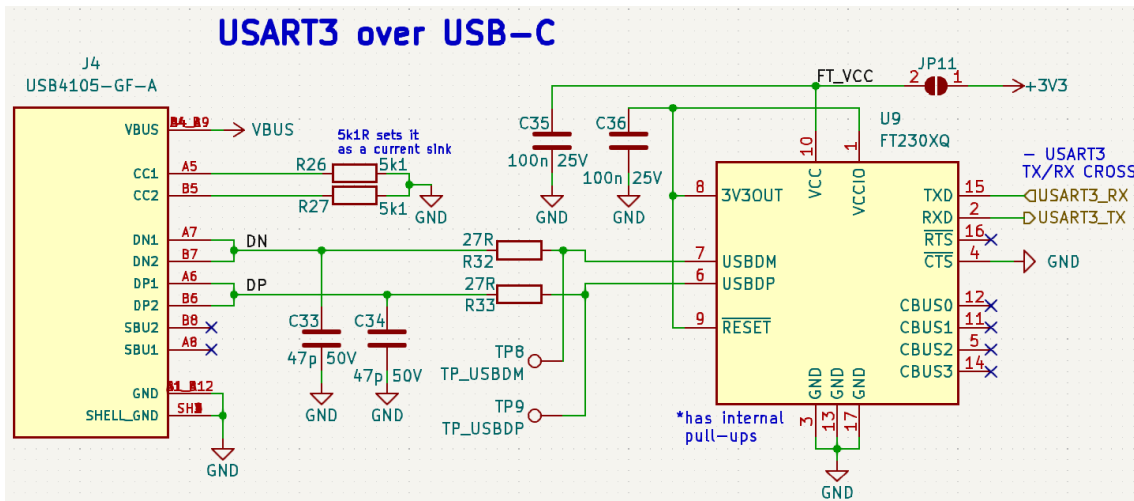 USART3 over USB-C
J4
USB4105-GF-A
VBUS
VBUS
CC1 A5
CC2 B5
5k1R sets it
as a current sink
R26 5k1
R27 5k1
GND
DN1 A7
DN2 B7
DN
DP1 A6
DP2 B6
DP
SBU2 B8
SBU1 A8
GND
SHELL_GND
GND
C33
47p 50V
GND
C34
47p 50V
GND
27R
R32
27R
R33
TP8
TP_USBDM
TP9
TP_USBDP
C35
100n 25V
GND
C36
100n 25V
GND
FT_VCC
JP11
2 1
+3V3
U9
FT230XQ
10 VCC
1 VCCIO
8 3V3OUT
7 USBDM
6 USBDP
9 RESET
TXD 15
RXD 2
RTS 16
CTS 4
CBUS0 12
CBUS1 11
CBUS2 5
CBUS3 14
GND 3
GND 13
GND 17
GND
*has internal
pull-ups
- USART3
TX/RX CROSS
USART3_RX
USART3_TX
GND